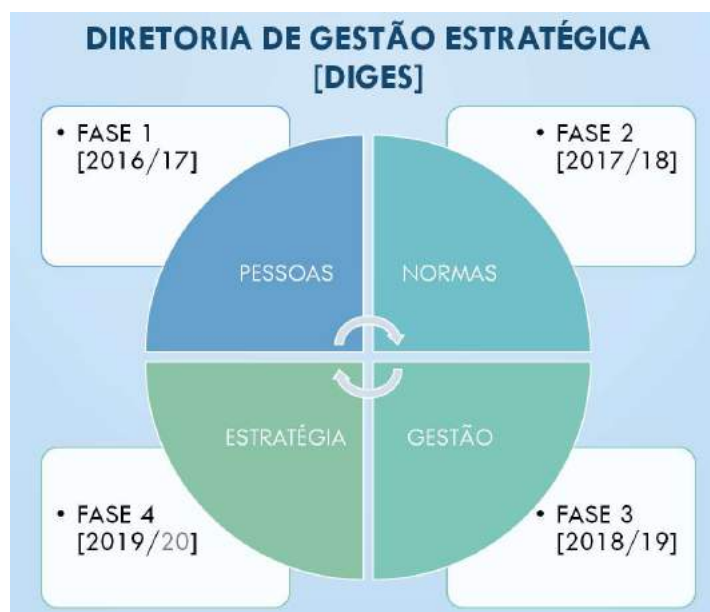 DIRETORIA DE GESTÃO ESTRATÉGICA
[DIGES]
• FASE 1
[2016/17]
• FASE 2
[2017/18]
PESSOAS
NORMAS
ESTRATÉGIA
GESTÃO
• FASE 4
[2019/20]
• FASE 3
[2018/19]